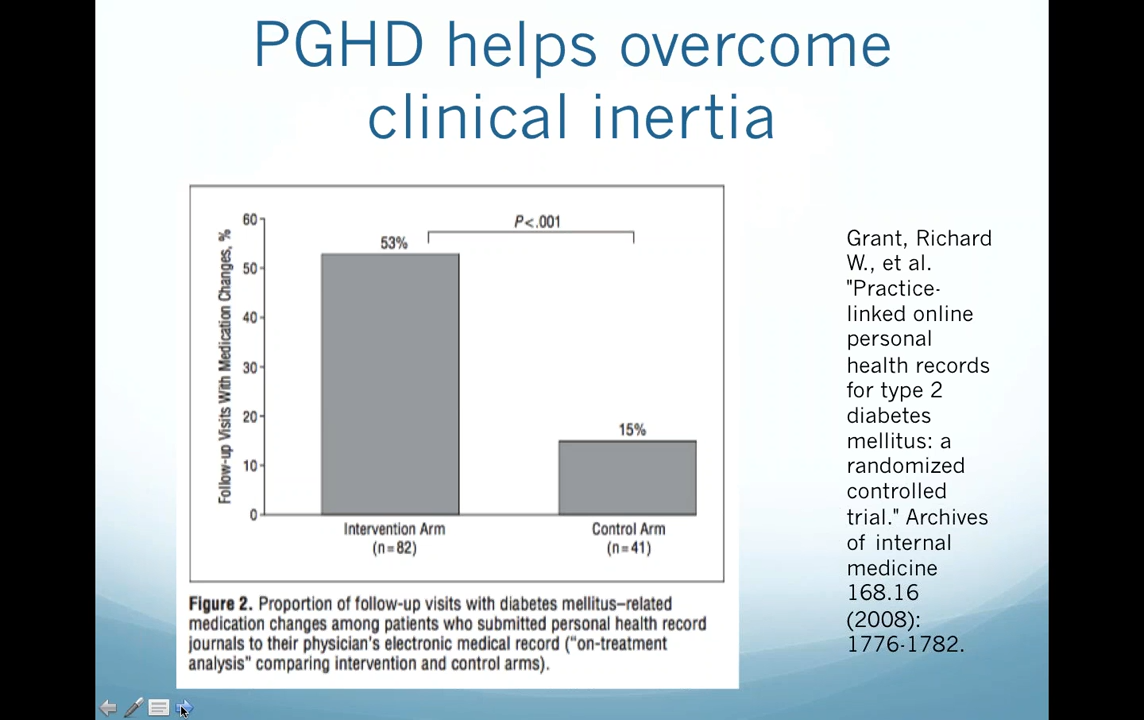 PGHD helps overcome
clinical inertia
60
50
40
30
20
10
0
Follow-up Visits With Medication Changes, %
53%
P<.001
15%
Intervention Arm
(n=82)
Control Arm
(n=41)
Figure 2. Proportion of follow-up visits with diabetes mellitus–related
medication changes among patients who submitted personal health record
journals to their physician's electronic medical record ("on-treatment
analysis" comparing intervention and control arms).
Grant, Richard
W., et al.
"Practice-
linked online
personal
health records
for type 2
diabetes
mellitus: a
randomized
controlled
trial." Archives
of internal
medicine
168.16
(2008):
1776-1782.